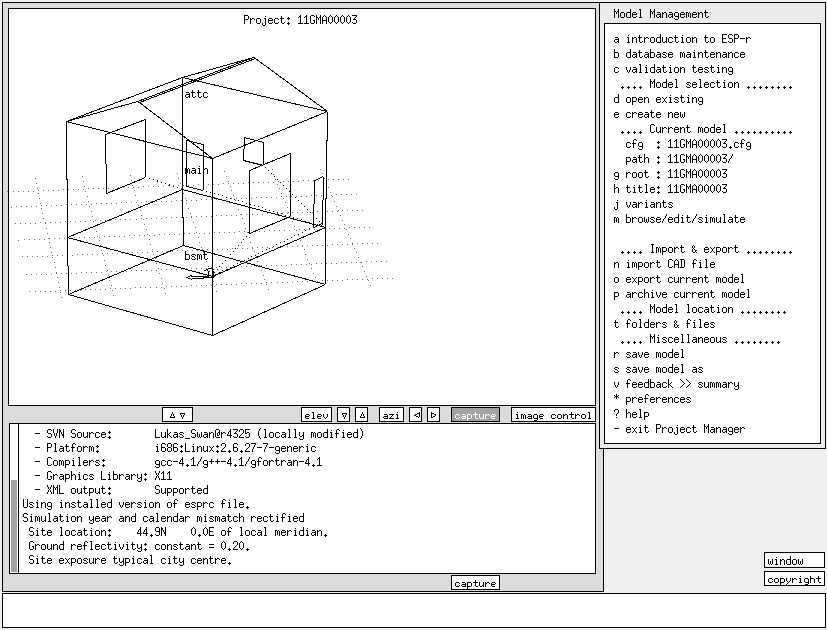 Project: 11GMA00003
attc
main
bsmt
elev
azi
capture
image control
- SVN Source: Lukas_Swan@r4325 (locally modified)
- Platform: i686:Linux:2.6.27-7-generic
- Compilers: gcc-4.1/g++-4.1/gfortran-4.1
- Graphics Library: X11
- XML output: Supported
Using installed version of esprc file.
Simulation year and calendar mismatch rectified
Site location: 44.9N 0.0E of local meridian.
Ground reflectivity: constant = 0.20.
Site exposure typical city centre.
capture
Model Management
a introduction to ESP-r
b database maintenance
c validation testing
.... Model selection ........
d open existing
e create new
.... Current model ..........
cfg : 11GMA00003.cfg
path : 11GMA00003/
g root : 11GMA00003
h title: 11GMA00003
j variants
m browse/edit/simulate
.... Import & export ........
n import CAD file
o export current model
p archive current model
.... Model location ........
t folders & files
.... Miscellaneous ........
r save model
s save model as
v feedback >> summary
* preferences
? help
- exit Project Manager
window
copyright